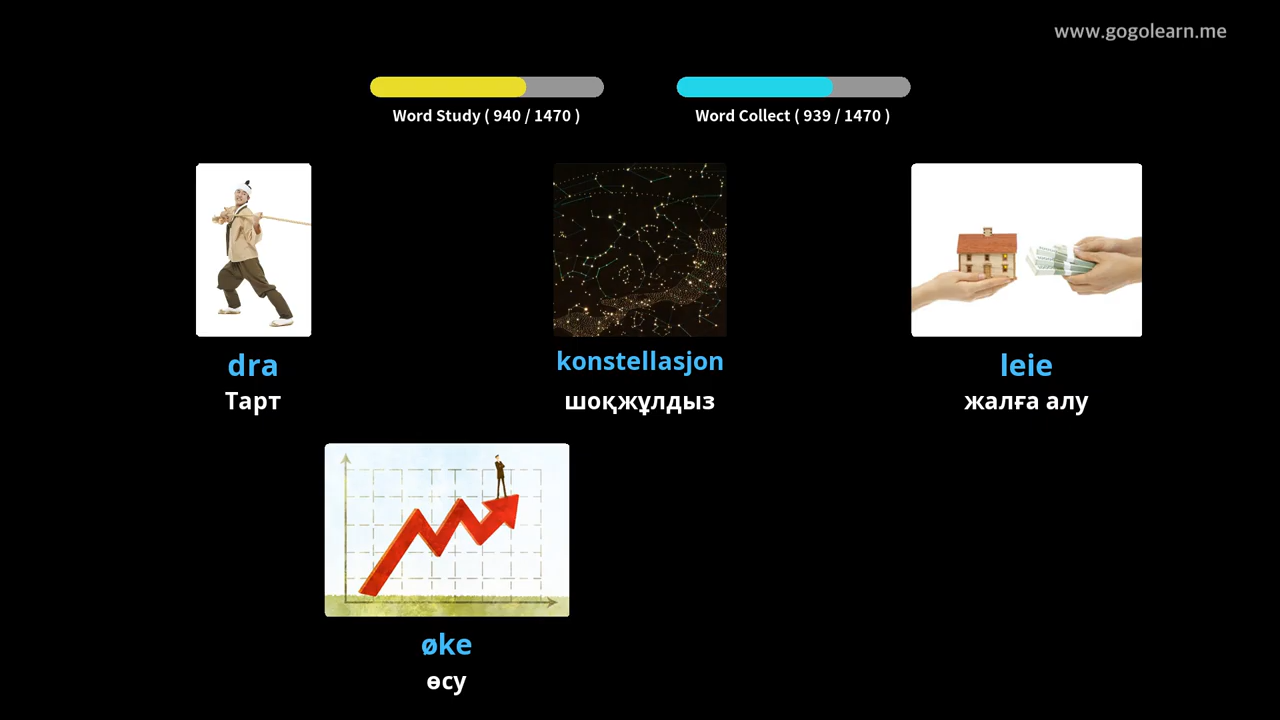 www.gogolearn.me
Word Study ( 940 / 1470 )
Word Collect ( 939 / 1470 )
dra
Тарт
konstellasjon
шоқжұлдыз
leie
жалға алу
øke
өсу